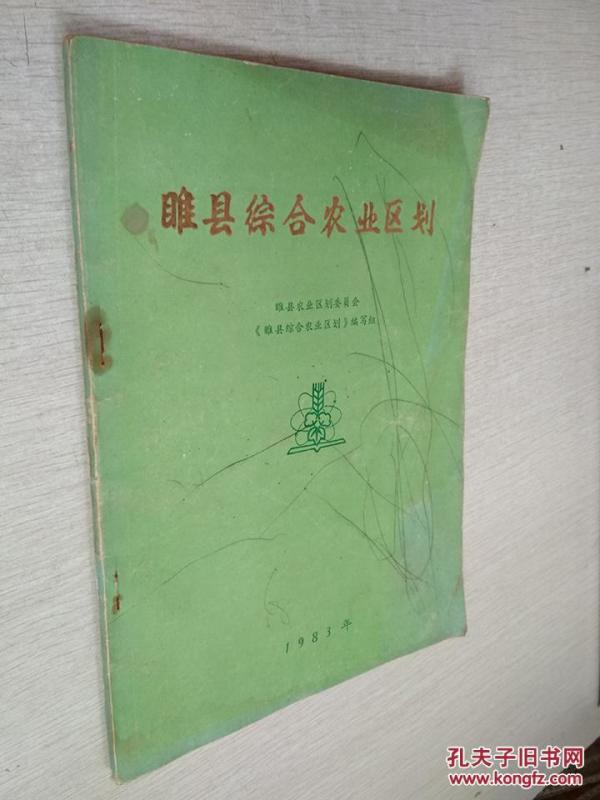 睢县综合农业区划
睢县农业区划委员会
《睢县综合农业区划》编写组
1983年
孔夫子旧书网
www.kongfz.com